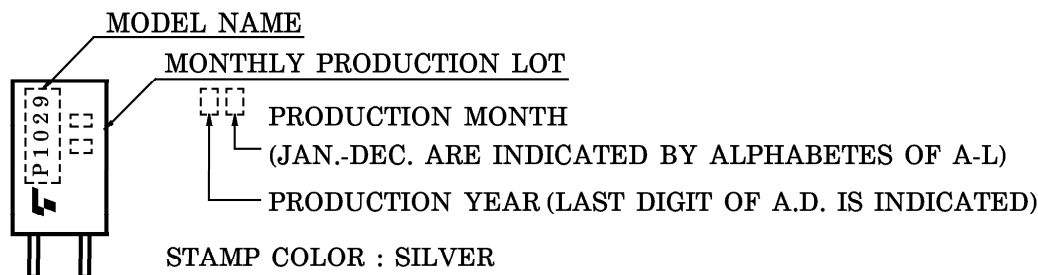 MODEL NAME
MONTHLY PRODUCTION LOT
P1029
PRODUCTION MONTH
(JAN.-DEC. ARE INDICATED BY ALPHABETES OF A-L)
PRODUCTION YEAR (LAST DIGIT OF A.D. IS INDICATED)
STAMP COLOR : SILVER